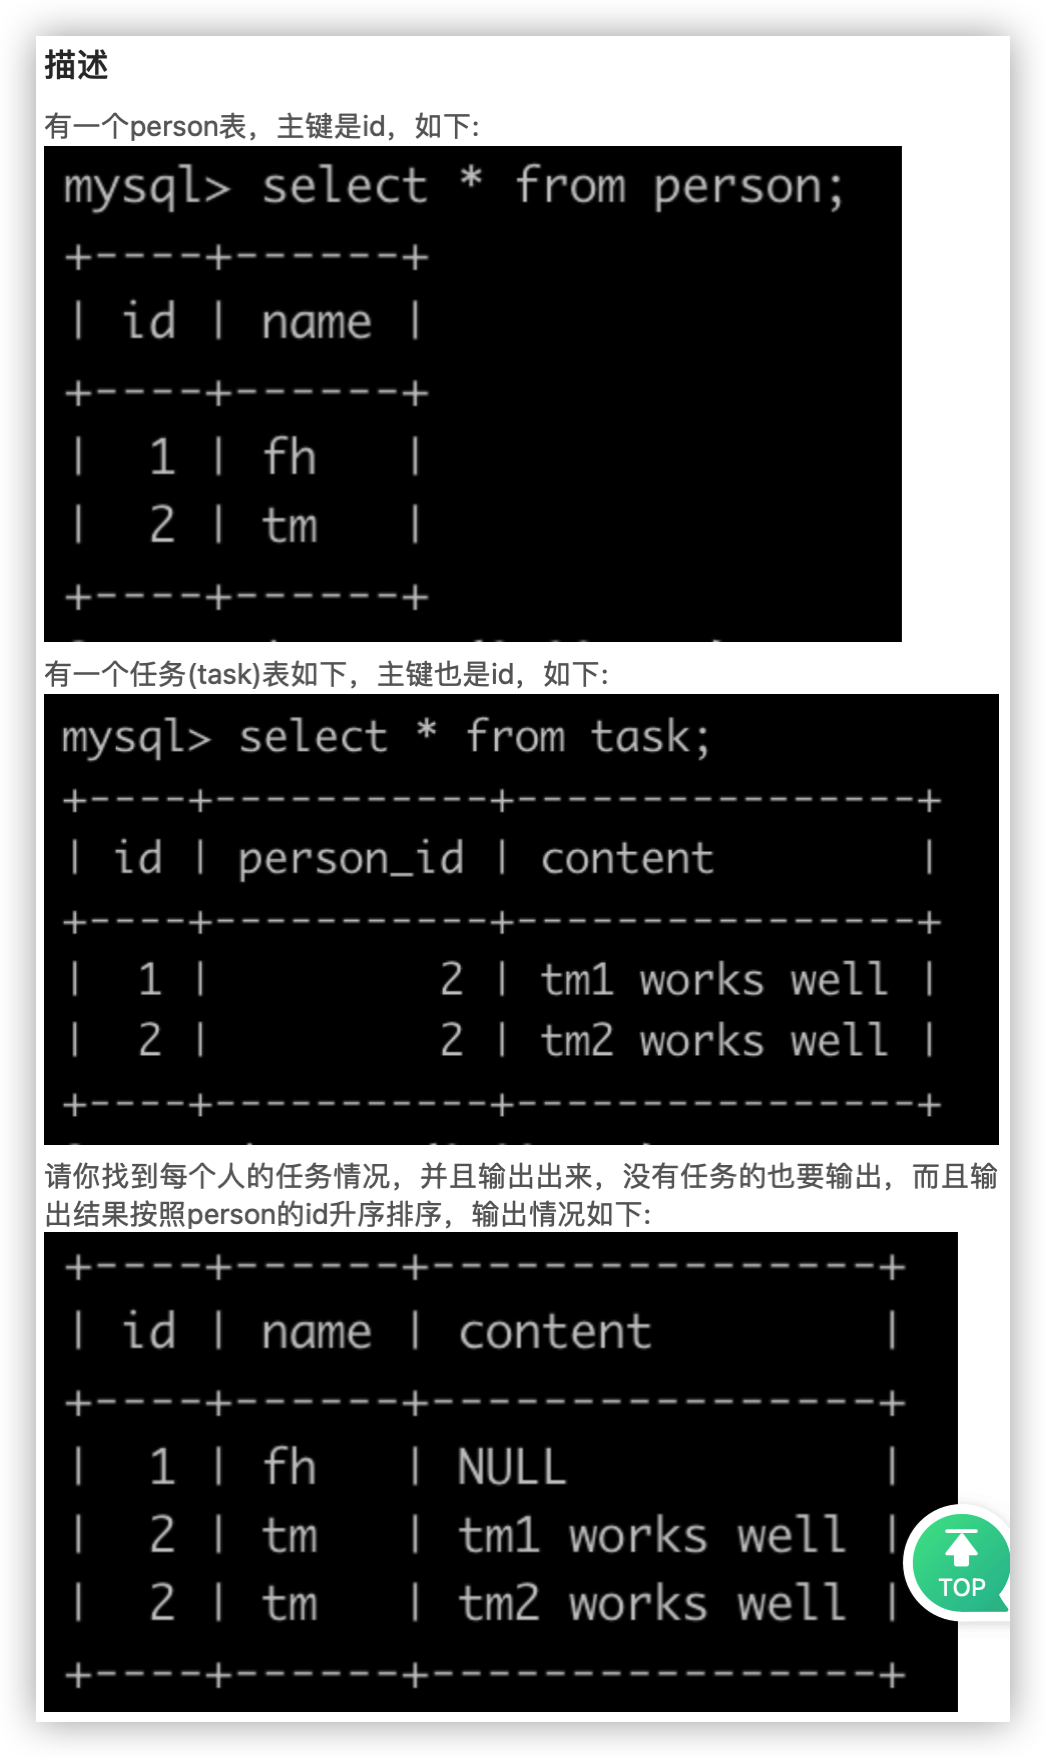 描述
有一个person表，主键是id，如下:
mysql> select * from person;
+----+------+
| id | name |
+----+------+
|  1 | fh   |
|  2 | tm   |
+----+------+
有一个任务(task)表如下，主键也是id，如下:
mysql> select * from task;
+----+-----------+----------------+
| id | person_id | content        |
+----+-----------+----------------+
|  1 |         2 | tm1 works well |
|  2 |         2 | tm2 works well |
+----+-----------+----------------+
请你找到每个人的任务情况，并且输出出来，没有任务的也要输出，而且输
出结果按照person的id升序排序，输出情况如下:
+----+------+----------------+
| id | name | content        |
+----+------+----------------+
|  1 | fh   | NULL           |
|  2 | tm   | tm1 works well |
|  2 | tm   | tm2 works well |
+----+------+----------------+
TOP